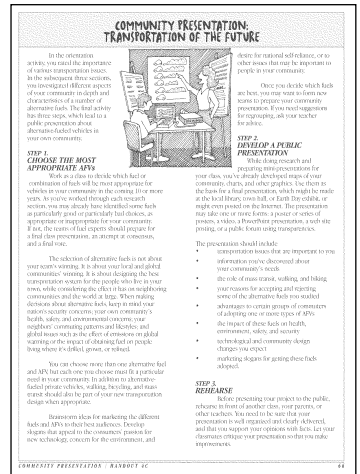 COMMUNITY PRESENTATION:
TRANSPORTATION OF THE FUTURE
In the orientation
activity, you rated the importance
of various transportation issues.
In the subsequent three sections,
you investigated different aspects
of your community in depth and
characteristics of a number of
alternative fuels. The final activity
has three steps, which lead to a
public presentation about
alternative-fueled vehicles in
your own community.
STEP 1.
CHOOSE THE MOST
APPROPRIATE AFVs
Work as a class to decide which fuel or
combination of fuels will be most appropriate for
vehicles in your community in the coming 10 or more
years. As you've worked through each research
section, you may already have identified some fuels
as particularly good or particularly bad choices, as
appropriate or inappropriate for your community.
If not, the teams of fuel experts should prepare for
a final class presentation, an attempt at consensus,
and a final vote.
The selection of alternative fuels is not about
your team's winning. It is about your local and global
communities' winning. It is about designing the best
transportation system for the people who live in your
town, while considering the effect it has on neighboring
communities and the world at large. When making
decisions about alternative fuels, keep in mind your
nation's security concerns; your own community's
health, safety, and environmental concerns; your
neighbors' commuting patterns and lifestyles; and
global issues such as the effect of emissions on global
warming or the impact of obtaining fuel on people
living where it's drilled, grown, or refined.
You can choose more than one alternative fuel
and AFV, but each one you choose must fit a particular
need in your community. In addition to alternative-
fueled private vehicles, walking, bicycling, and mass
transit should also be part of your new transportation
design when appropriate.
Brainstorm ideas for marketing the different
fuels and AFVs to their best audiences. Develop
slogans that appeal to the consumers' passion for
new technology, concern for the environment, and
desire for national self-reliance, or to
other issues that may be important to
people in your community.
Once you decide which fuels
are best, you may want to form new
teams to prepare your community
presentation. If you need suggestions
for regrouping, ask your teacher
for advice.
STEP 2.
DEVELOP A PUBLIC
PRESENTATION
While doing research and
preparing mini-presentations for
your class, you've already developed maps of your
community, charts, and other graphics. Use them as
the basis for a final presentation, which might be made
at the local library, town hall, or Earth Day exhibit, or
might even posted on the Internet. The presentation
may take one or more forms: a poster or series of
posters, a video, a PowerPoint presentation, a web site
posting, or a public forum using transparencies.
The presentation should include
• transportation issues that are important to you
• information you've discovered about
your community's needs
• the role of mass transit, walking, and biking
• your reasons for accepting and rejecting
some of the alternative fuels you studied
• advantages to certain groups of commuters
of adopting one or more types of AFVs
• the impact of these fuels on health,
environment, safety, and security
• technological and community design
changes you expect
• marketing slogans for getting these fuels
adopted.
STEP 3.
REHEARSE
Before presenting your project to the public,
rehearse in front of another class, your parents, or
other teachers. You need to be sure that your
presentation is well organized and clearly delivered,
and that you support your opinions with facts. Let your
classmates critique your presentation so that you make
improvements.
COMMUNITY PRESENTATION / HANDOUT 4C